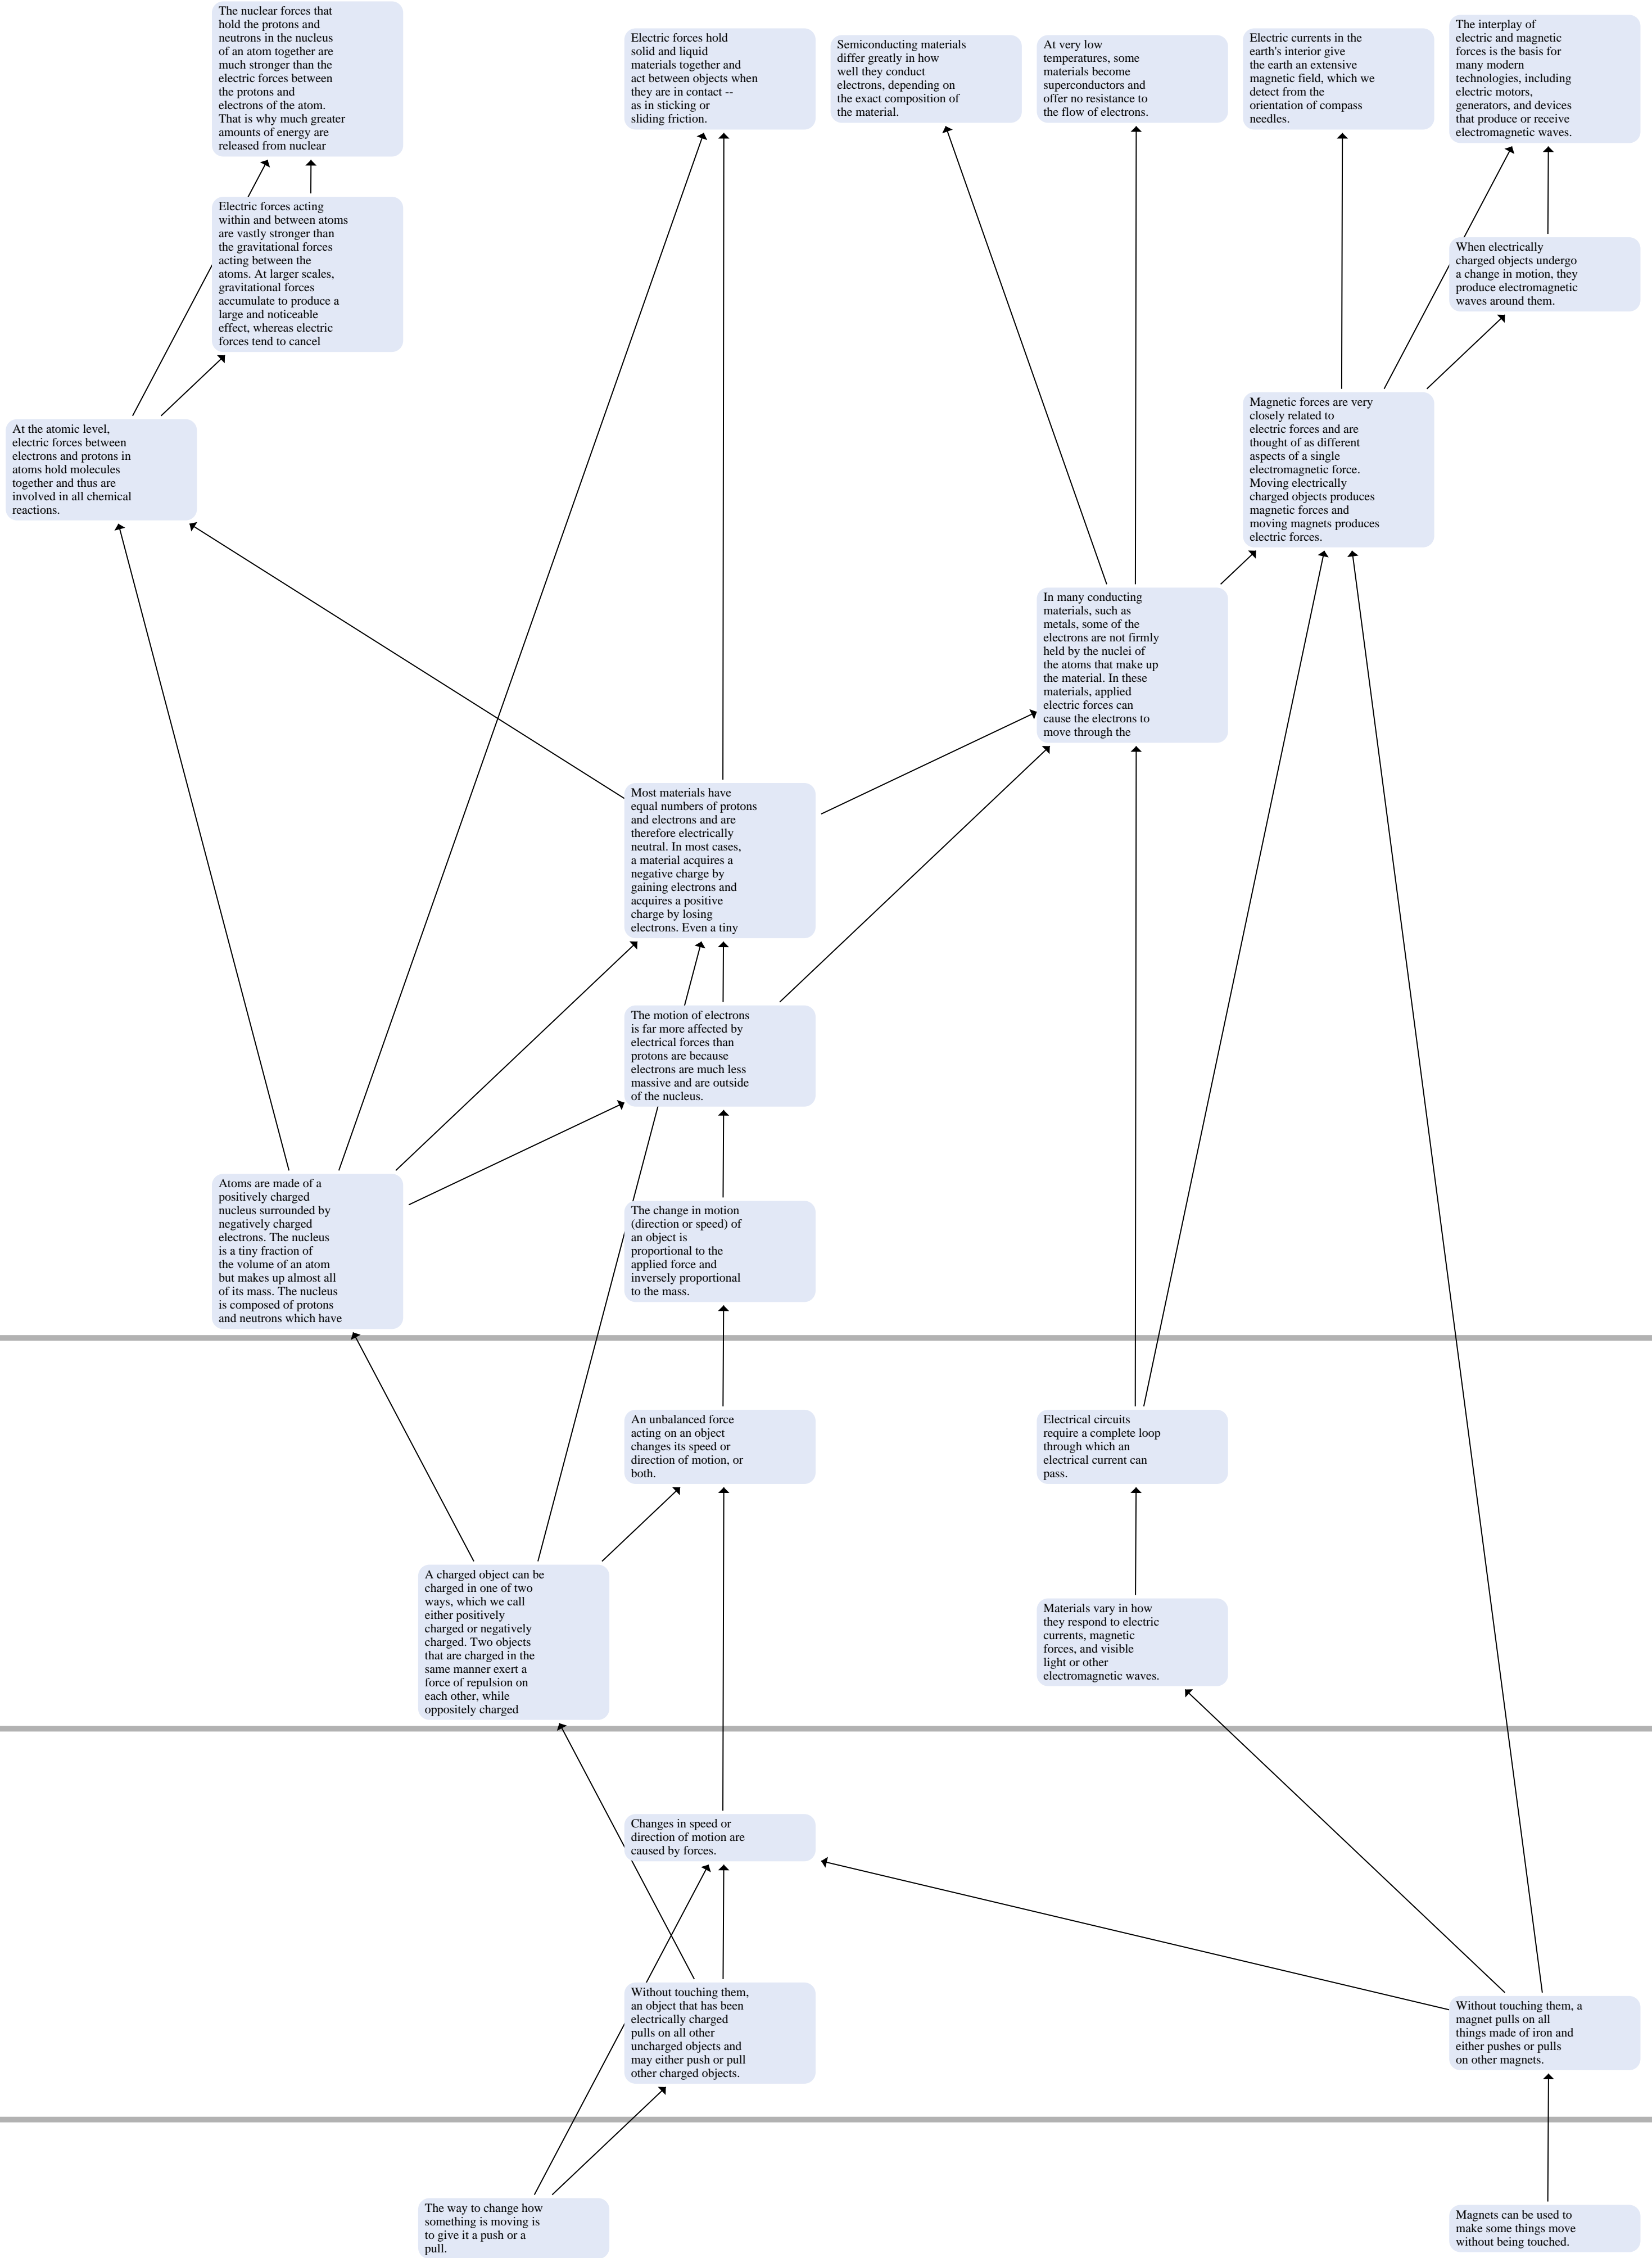 The nuclear forces that
hold the protons and
neutrons in the nucleus
of an atom together are
much stronger than the
electric forces between
the protons and
electrons of the atom.
That is why much greater
amounts of energy are
released from nuclear
Electric forces hold
solid and liquid
materials together and
act between objects when
they are in contact --
as in sticking or
sliding friction.
Semiconducting materials
differ greatly in how
well they conduct
electrons, depending on
the exact composition of
the material.
At very low
temperatures, some
materials become
superconductors and
offer no resistance to
the flow of electrons.
Electric currents in the
earth's interior give
the earth an extensive
magnetic field, which we
detect from the
orientation of compass
needles.
The interplay of
electric and magnetic
forces is the basis for
many modern
technologies, including
electric motors,
generators, and devices
that produce or receive
electromagnetic waves.
Electric forces acting
within and between atoms
are vastly stronger than
the gravitational forces
acting between the
atoms. At larger scales,
gravitational forces
accumulate to produce a
large and noticeable
effect, whereas electric
forces tend to cancel
When electrically
charged objects undergo
a change in motion, they
produce electromagnetic
waves around them.
At the atomic level,
electric forces between
electrons and protons in
atoms hold molecules
together and thus are
involved in all chemical
reactions.
Magnetic forces are very
closely related to
electric forces and are
thought of as different
aspects of a single
electromagnetic force.
Moving electrically
charged objects produces
magnetic forces and
moving magnets produces
electric forces.
In many conducting
materials, such as
metals, some of the
electrons are not firmly
held by the nuclei of
the atoms that make up
the material. In these
materials, applied
electric forces can
cause the electrons to
move through the
Most materials have
equal numbers of protons
and electrons and are
therefore electrically
neutral. In most cases,
a material acquires a
negative charge by
gaining electrons and
acquires a positive
charge by losing
electrons. Even a tiny
The motion of electrons
is far more affected by
electrical forces than
protons are because
electrons are much less
massive and are outside
of the nucleus.
Atoms are made of a
positively charged
nucleus surrounded by
negatively charged
electrons. The nucleus
is a tiny fraction of
the volume of an atom
but makes up almost all
of its mass. The nucleus
is composed of protons
and neutrons which have
The change in motion
(direction or speed) of
an object is
proportional to the
applied force and
inversely proportional
to the mass.
An unbalanced force
acting on an object
changes its speed or
direction of motion, or
both.
Electrical circuits
require a complete loop
through which an
electrical current can
pass.
A charged object can be
charged in one of two
ways, which we call
either positively
charged or negatively
charged. Two objects
that are charged in the
same manner exert a
force of repulsion on
each other, while
oppositely charged
Materials vary in how
they respond to electric
currents, magnetic
forces, and visible
light or other
electromagnetic waves.
Changes in speed or
direction of motion are
caused by forces.
Without touching them,
an object that has been
electrically charged
pulls on all other
uncharged objects and
may either push or pull
other charged objects.
Without touching them, a
magnet pulls on all
things made of iron and
either pushes or pulls
on other magnets.
The way to change how
something is moving is
to give it a push or a
pull.
Magnets can be used to
make some things move
without being touched.